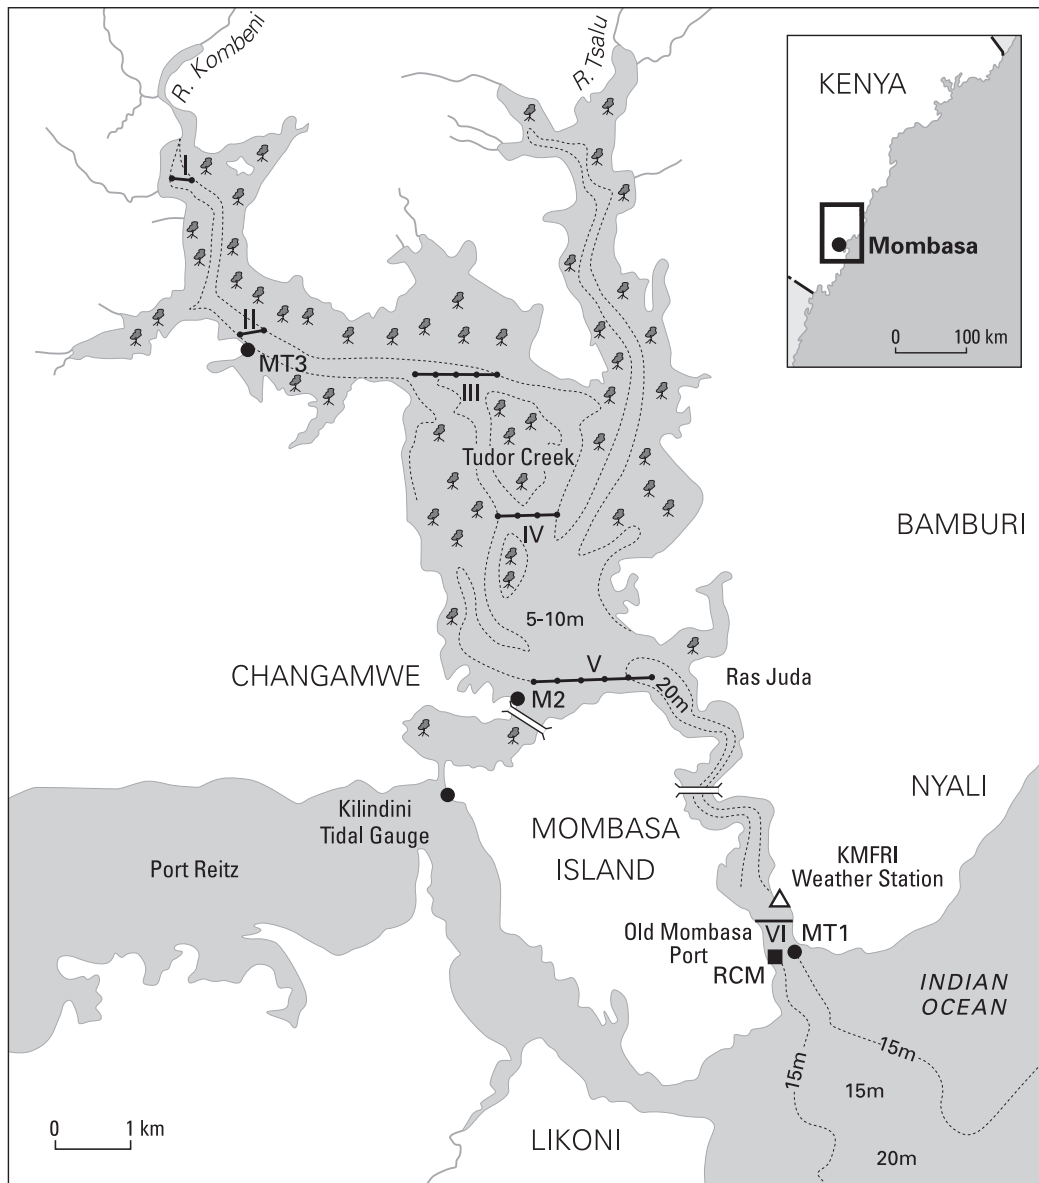 R. Kombeni
R. Tsalu
KENYA
Mombasa
0 100 km
I
II
MT3
III
Tudor Creek
BAMBURI
IV
5-10m
V
CHANGAMWE
M2
20m
Ras Juda
NYALI
Kilindini
Tidal Gauge
MOMBASA
ISLAND
KMFRI
Weather Station
Port Reitz
Old Mombasa
Port
VI
MT1
RCM
INDIAN
OCEAN
15m
15m
15m
0 1 km
LIKONI
20m